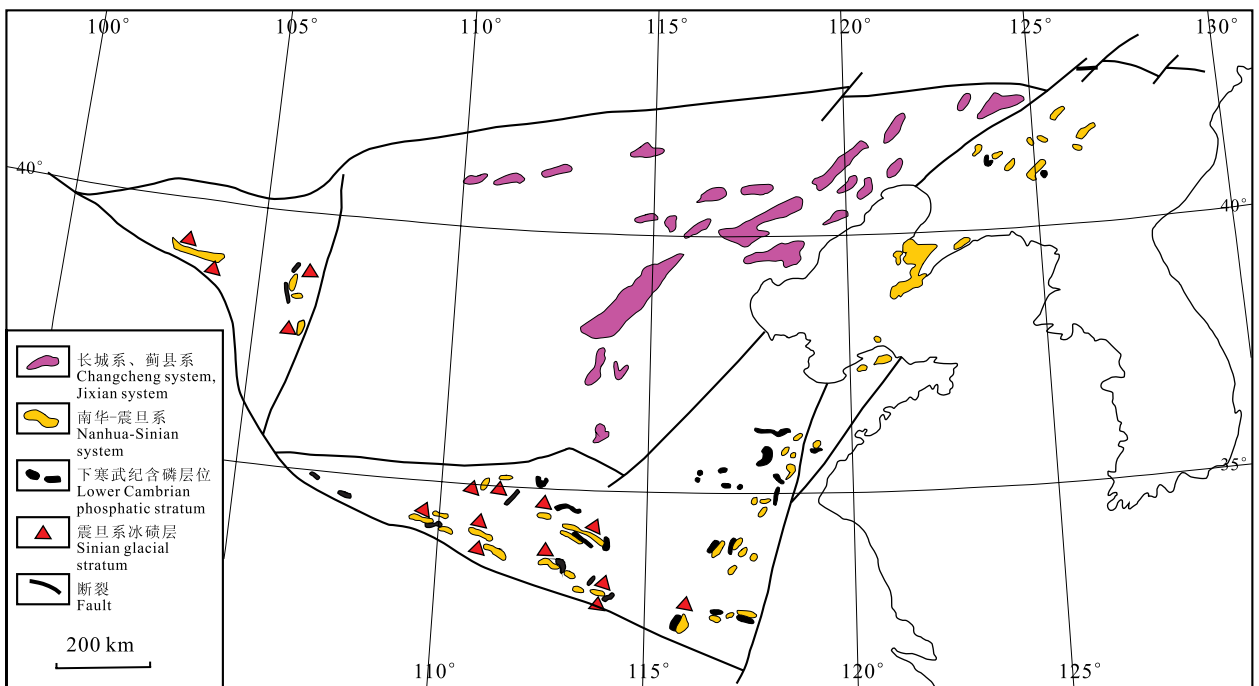 100° 105° 110° 115° 120° 125° 130°
40°
40°
长城系、蓟县系
Changcheng system,
Jixian system
南华–震旦系
Nanhua-Sinian
system
下寒武纪含磷层位
Lower Cambrian
phosphatic stratum
震旦系冰碛层
Sinian glacial
stratum
断裂
Fault
200 km
35°
110° 115° 120° 125°